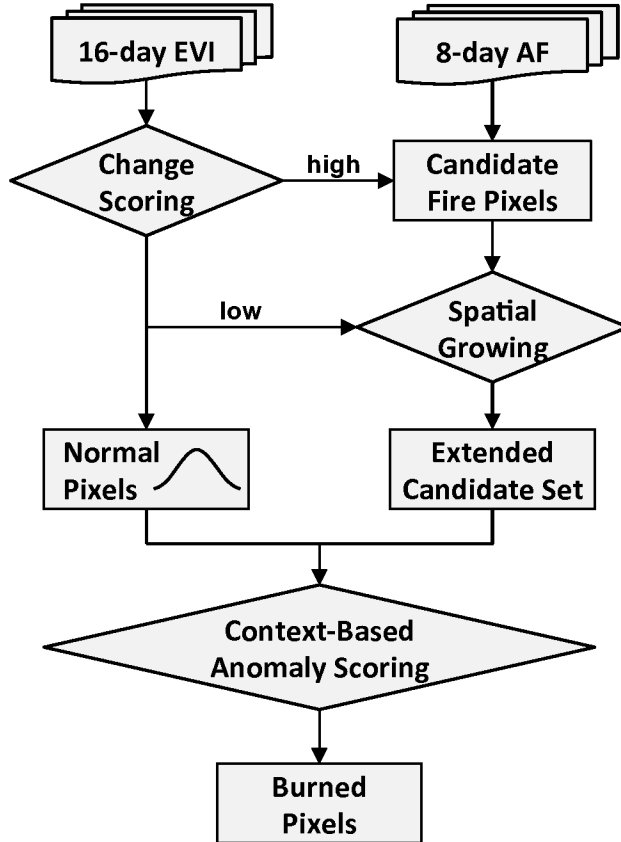 16-day EVI
8-day AF
Change
Scoring
high
Candidate
Fire Pixels
low
Spatial
Growing
Normal
Pixels
Extended
Candidate Set
Context-Based
Anomaly Scoring
Burned
Pixels